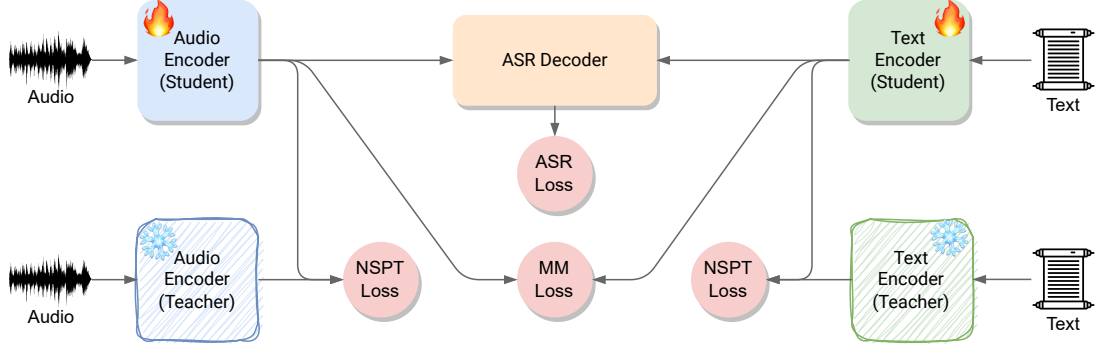 Audio
Audio
Encoder
(Student)
ASR Decoder
ASR
Loss
Text
Encoder
(Student)
Text
Audio
Audio
Encoder
(Teacher)
NSPT
Loss
MM
Loss
NSPT
Loss
Text
Encoder
(Teacher)
Text